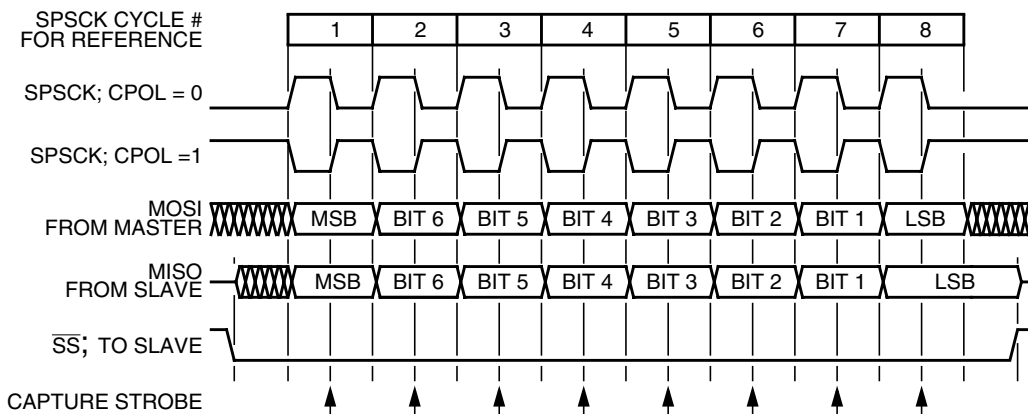 SPSCK CYCLE #
FOR REFERENCE
1 2 3 4 5 6 7 8
SPSCK; CPOL = 0
SPSCK; CPOL =1
MOSI
FROM MASTER
MSB BIT 6 BIT 5 BIT 4 BIT 3 BIT 2 BIT 1 LSB
MISO
FROM SLAVE
MSB BIT 6 BIT 5 BIT 4 BIT 3 BIT 2 BIT 1 LSB
SS; TO SLAVE
CAPTURE STROBE